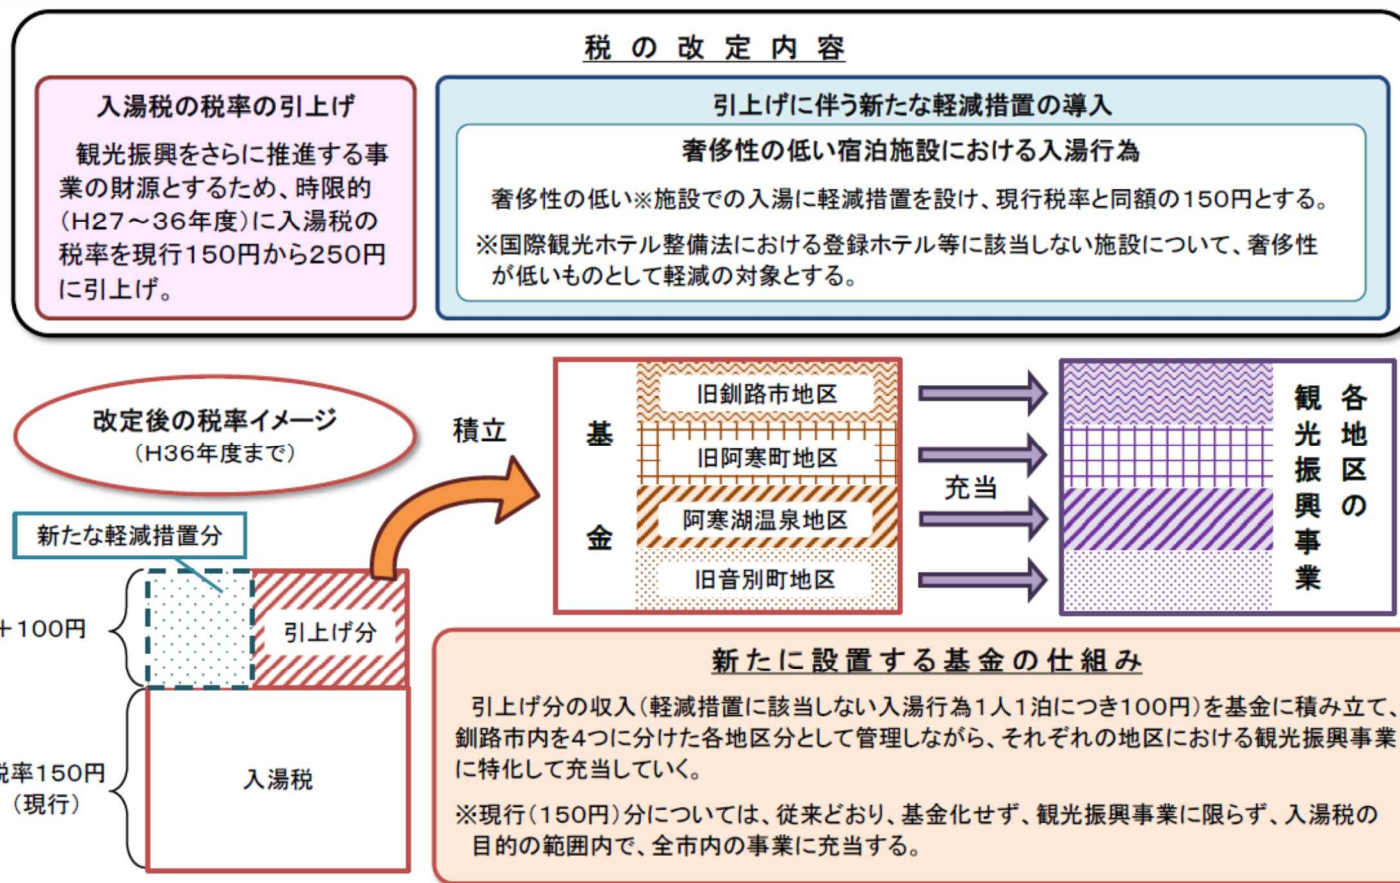 税の改定内容
入湯税の税率の引上げ
観光振興をさらに推進する事
業の財源とするため、時限的
(H27～36年度)に入湯税の
税率を現行150円から250円
に引上げ。
引上げに伴う新たな軽減措置の導入
奢侈性の低い宿泊施設における入湯行為
奢侈性の低い※施設での入湯に軽減措置を設け、現行税率と同額の150円とする。
※国際観光ホテル整備法における登録ホテル等に該当しない施設について、奢侈性
が低いものとして軽減の対象とする。
改定後の税率イメージ
(H36年度まで)
積立
基金
旧釧路市地区
旧阿寒町地区
阿寒湖温泉地区
旧音別町地区
充当
各地区の
観光振興事業
新たな軽減措置分
+100円
引上げ分
税率150円
(現行)
入湯税
新たに設置する基金の仕組み
引上げ分の収入(軽減措置に該当しない入湯行為1人1泊につき100円)を基金に積み立て、
釧路市内を4つに分けた各地区分として管理しながら、それぞれの地区における観光振興事業
に特化して充当していく。
※現行(150円)分については、従来どおり、基金化せず、観光振興事業に限らず、入湯税の
目的の範囲内で、全市内の事業に充当する。